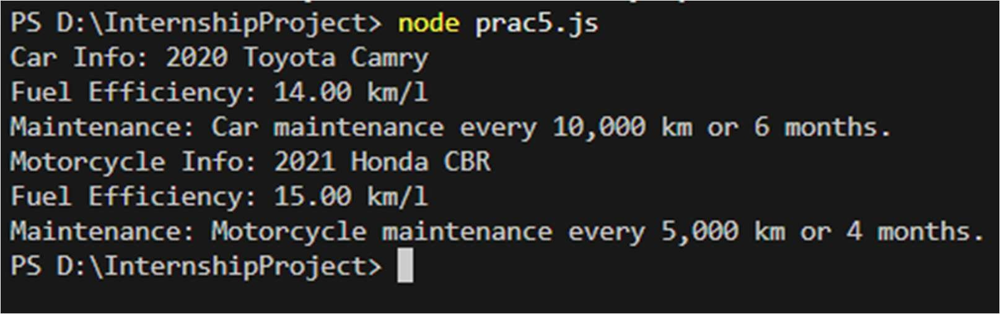 PS D:\InternshipProject> node prac5.js
Car Info: 2020 Toyota Camry
Fuel Efficiency: 14.00 km/l
Maintenance: Car maintenance every 10,000 km or 6 months.
Motorcycle Info: 2021 Honda CBR
Fuel Efficiency: 15.00 km/l
Maintenance: Motorcycle maintenance every 5,000 km or 4 months.
PS D:\InternshipProject>